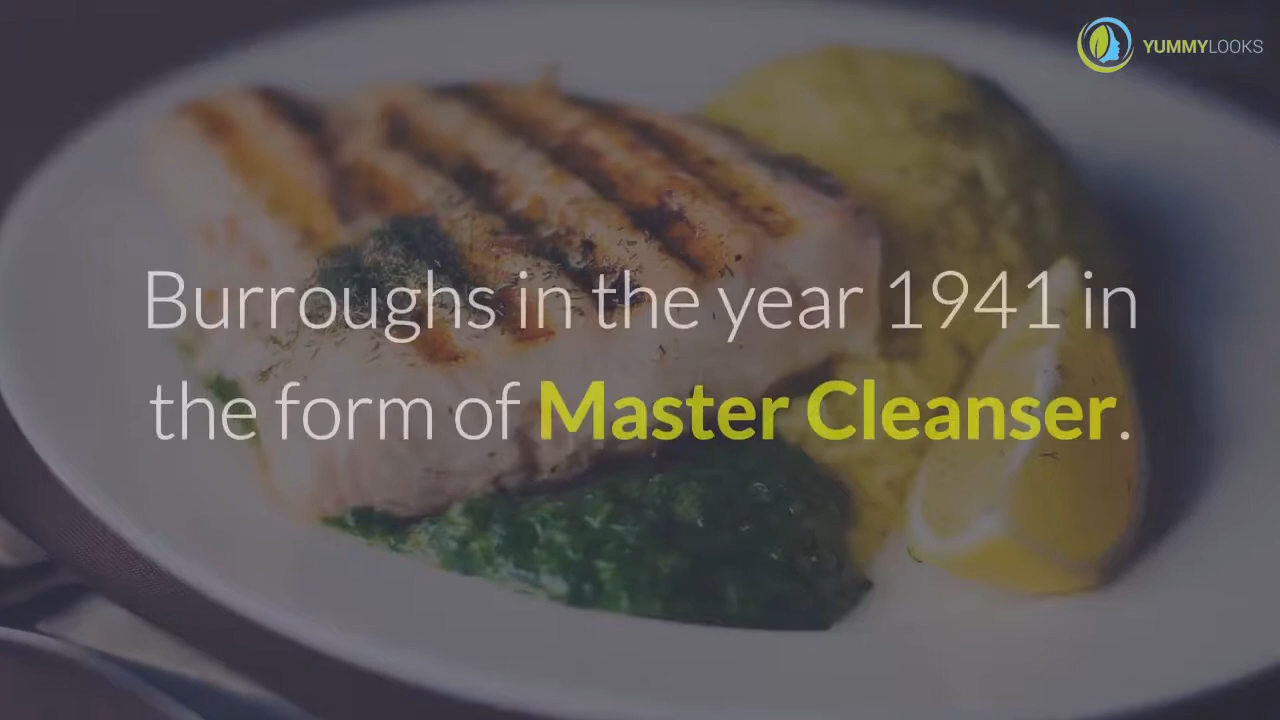 YUMMYLOOKS
Burroughs in the year 1941 in
the form of Master Cleanser.